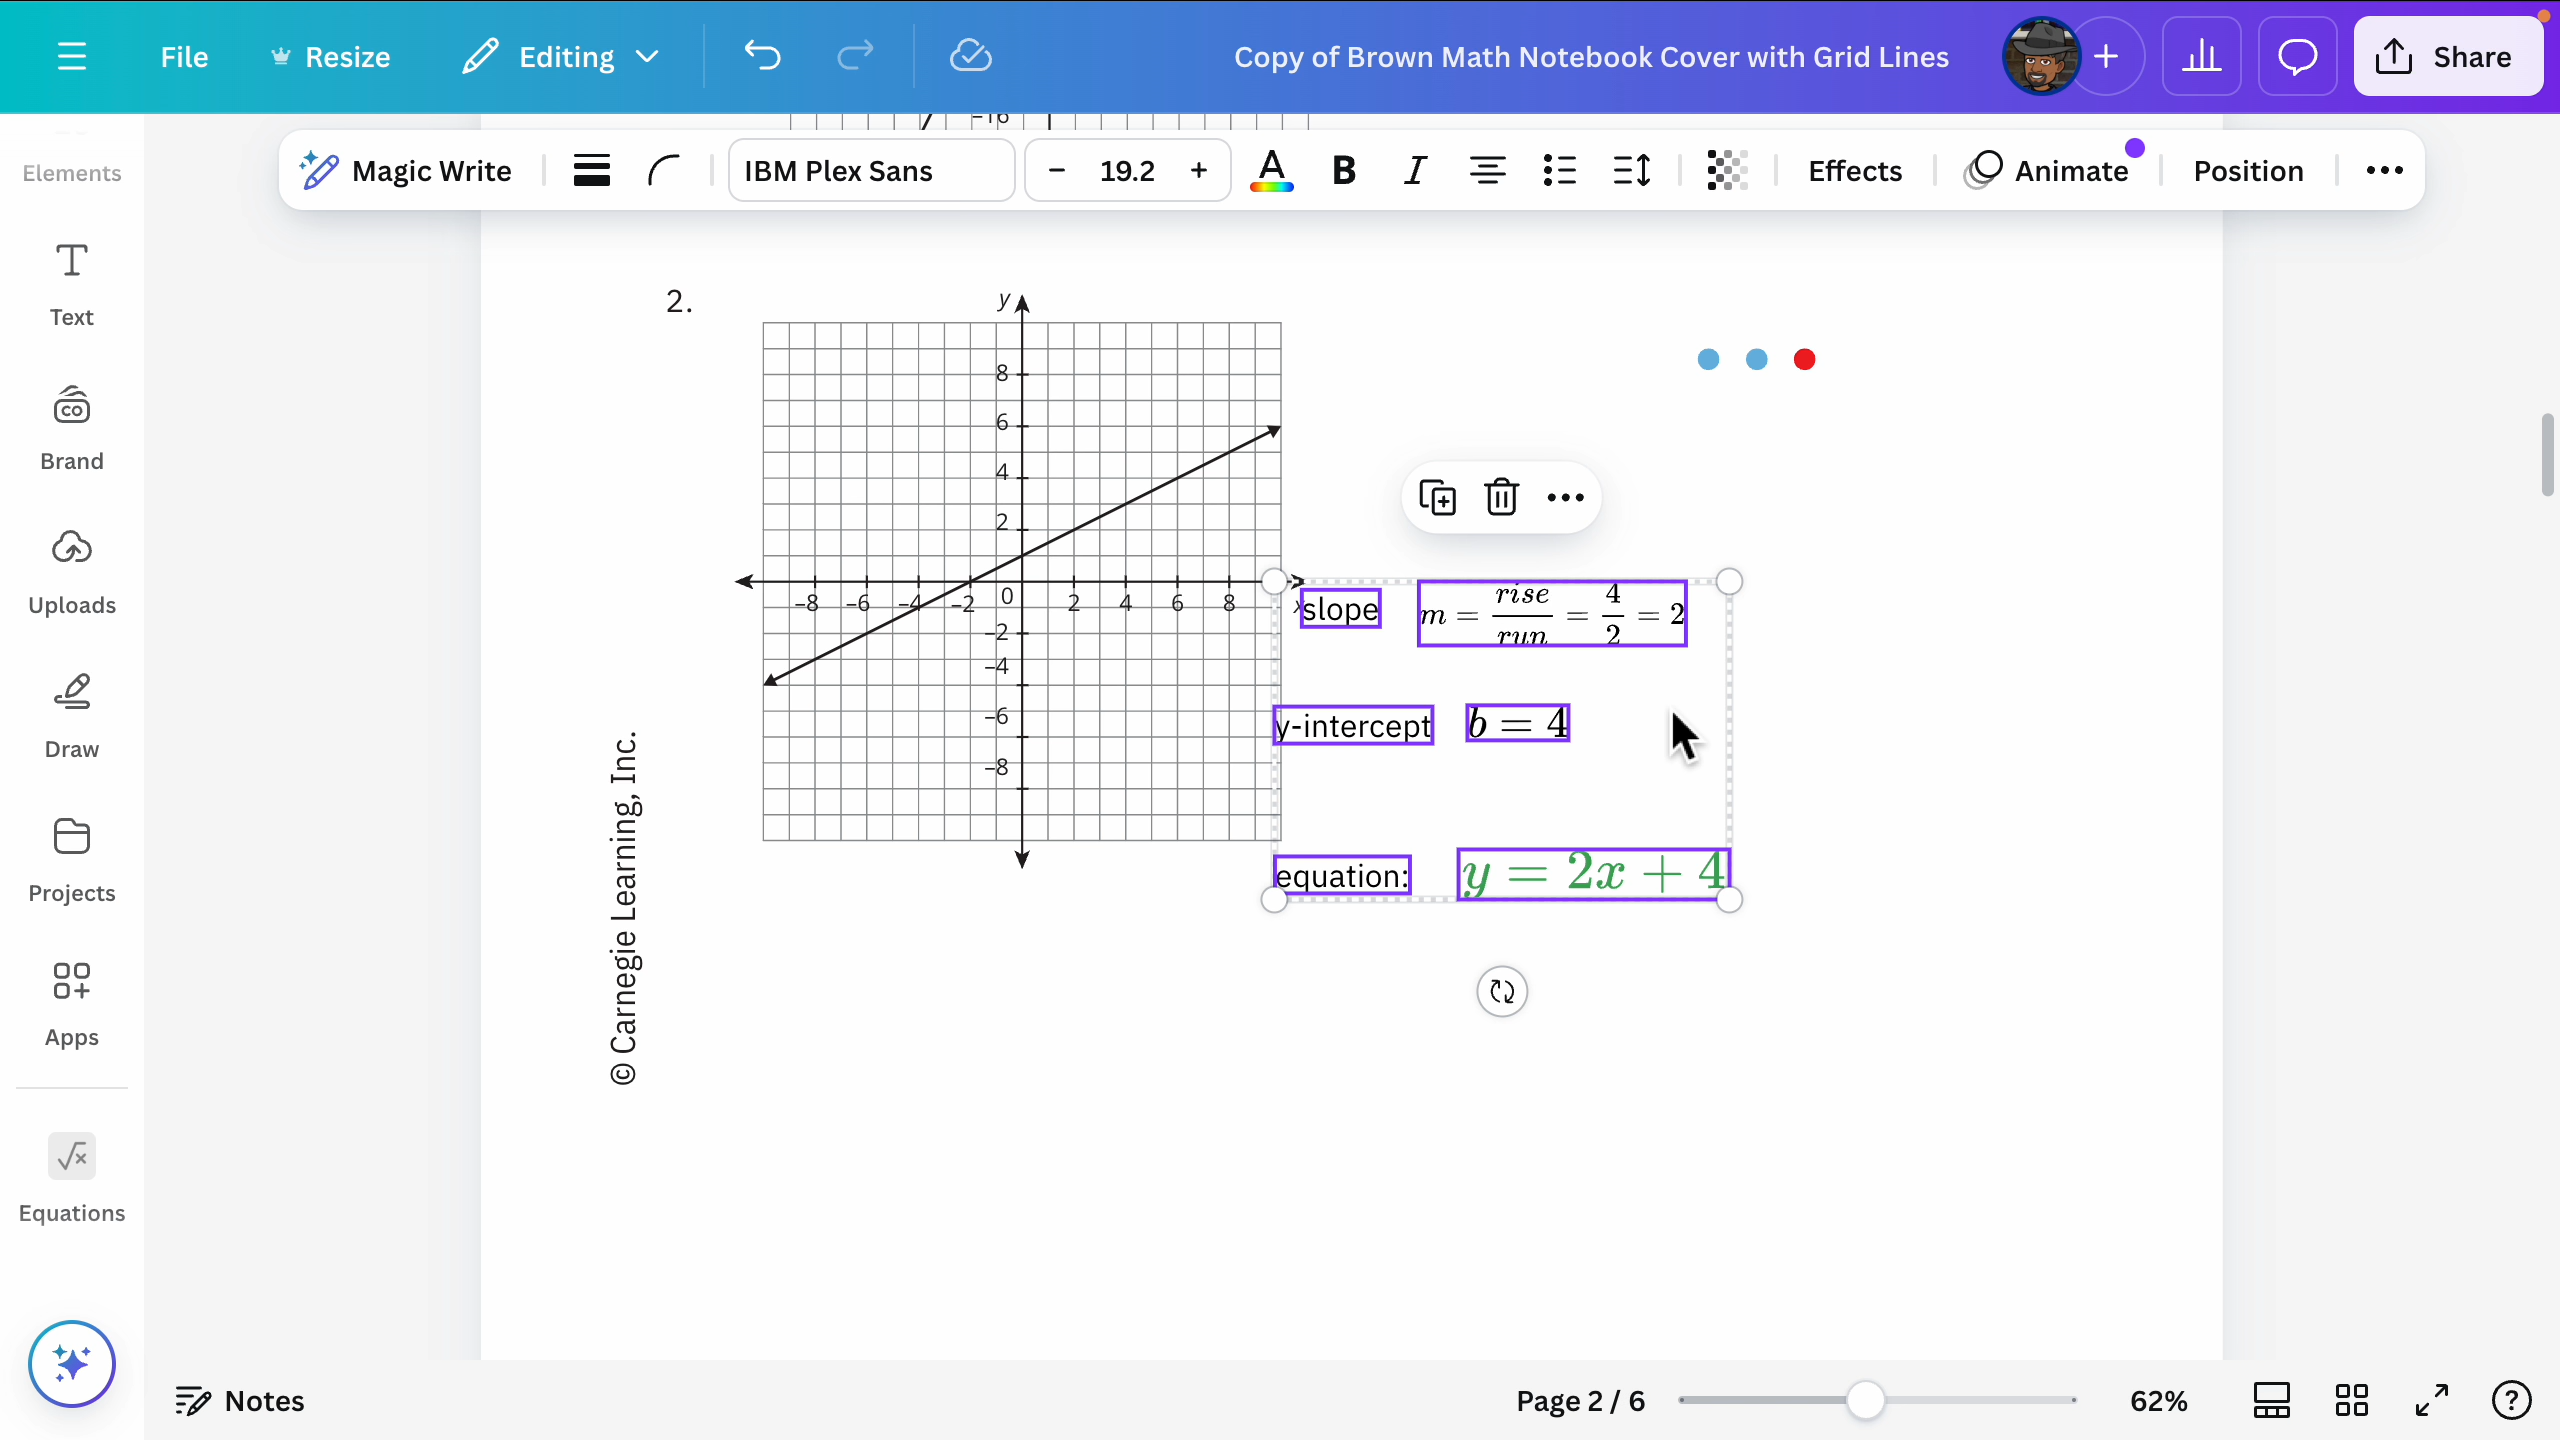 File Resize Editing Copy of Brown Math Notebook Cover with Grid Lines + Share
-16
Elements
Magic Write IBM Plex Sans - 19.2 + A B I Effects Animate Position
Text
CO
Brand
Uploads
Draw
Projects
Apps
Equations
2.
y
8
6
4
2
-8 -6 -4 -2 0 2 4 6 8 x
-2
-4
-6
-8
slope m = rise/run = 4/2 = 2
y-intercept b = 4
equation: y = 2x + 4
© Carnegie Learning, Inc.
Notes Page 2 / 6 62% ?